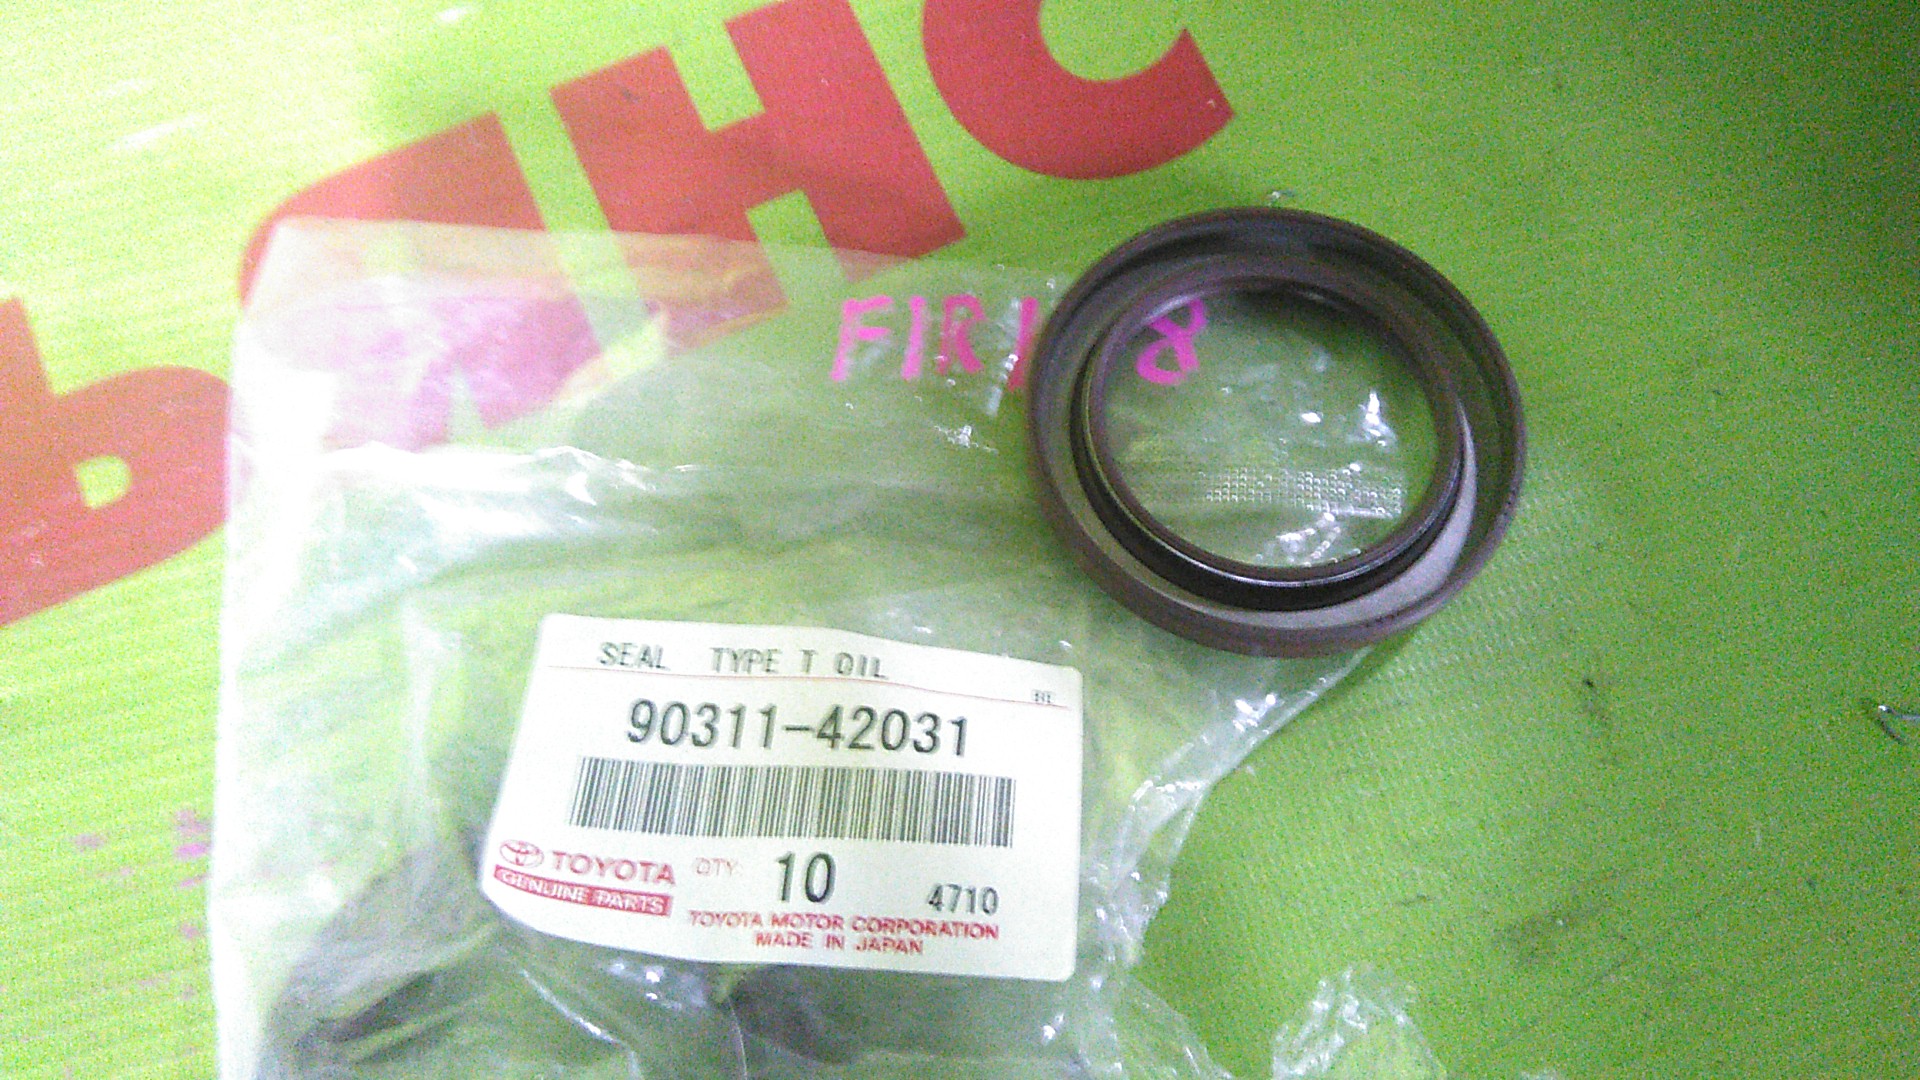 SEAL TYPE T OIL
90311-42031
TOYOTA
GENUINE PARTS
QTY. 10
4710
TOYOTA MOTOR CORPORATION
MADE IN JAPAN